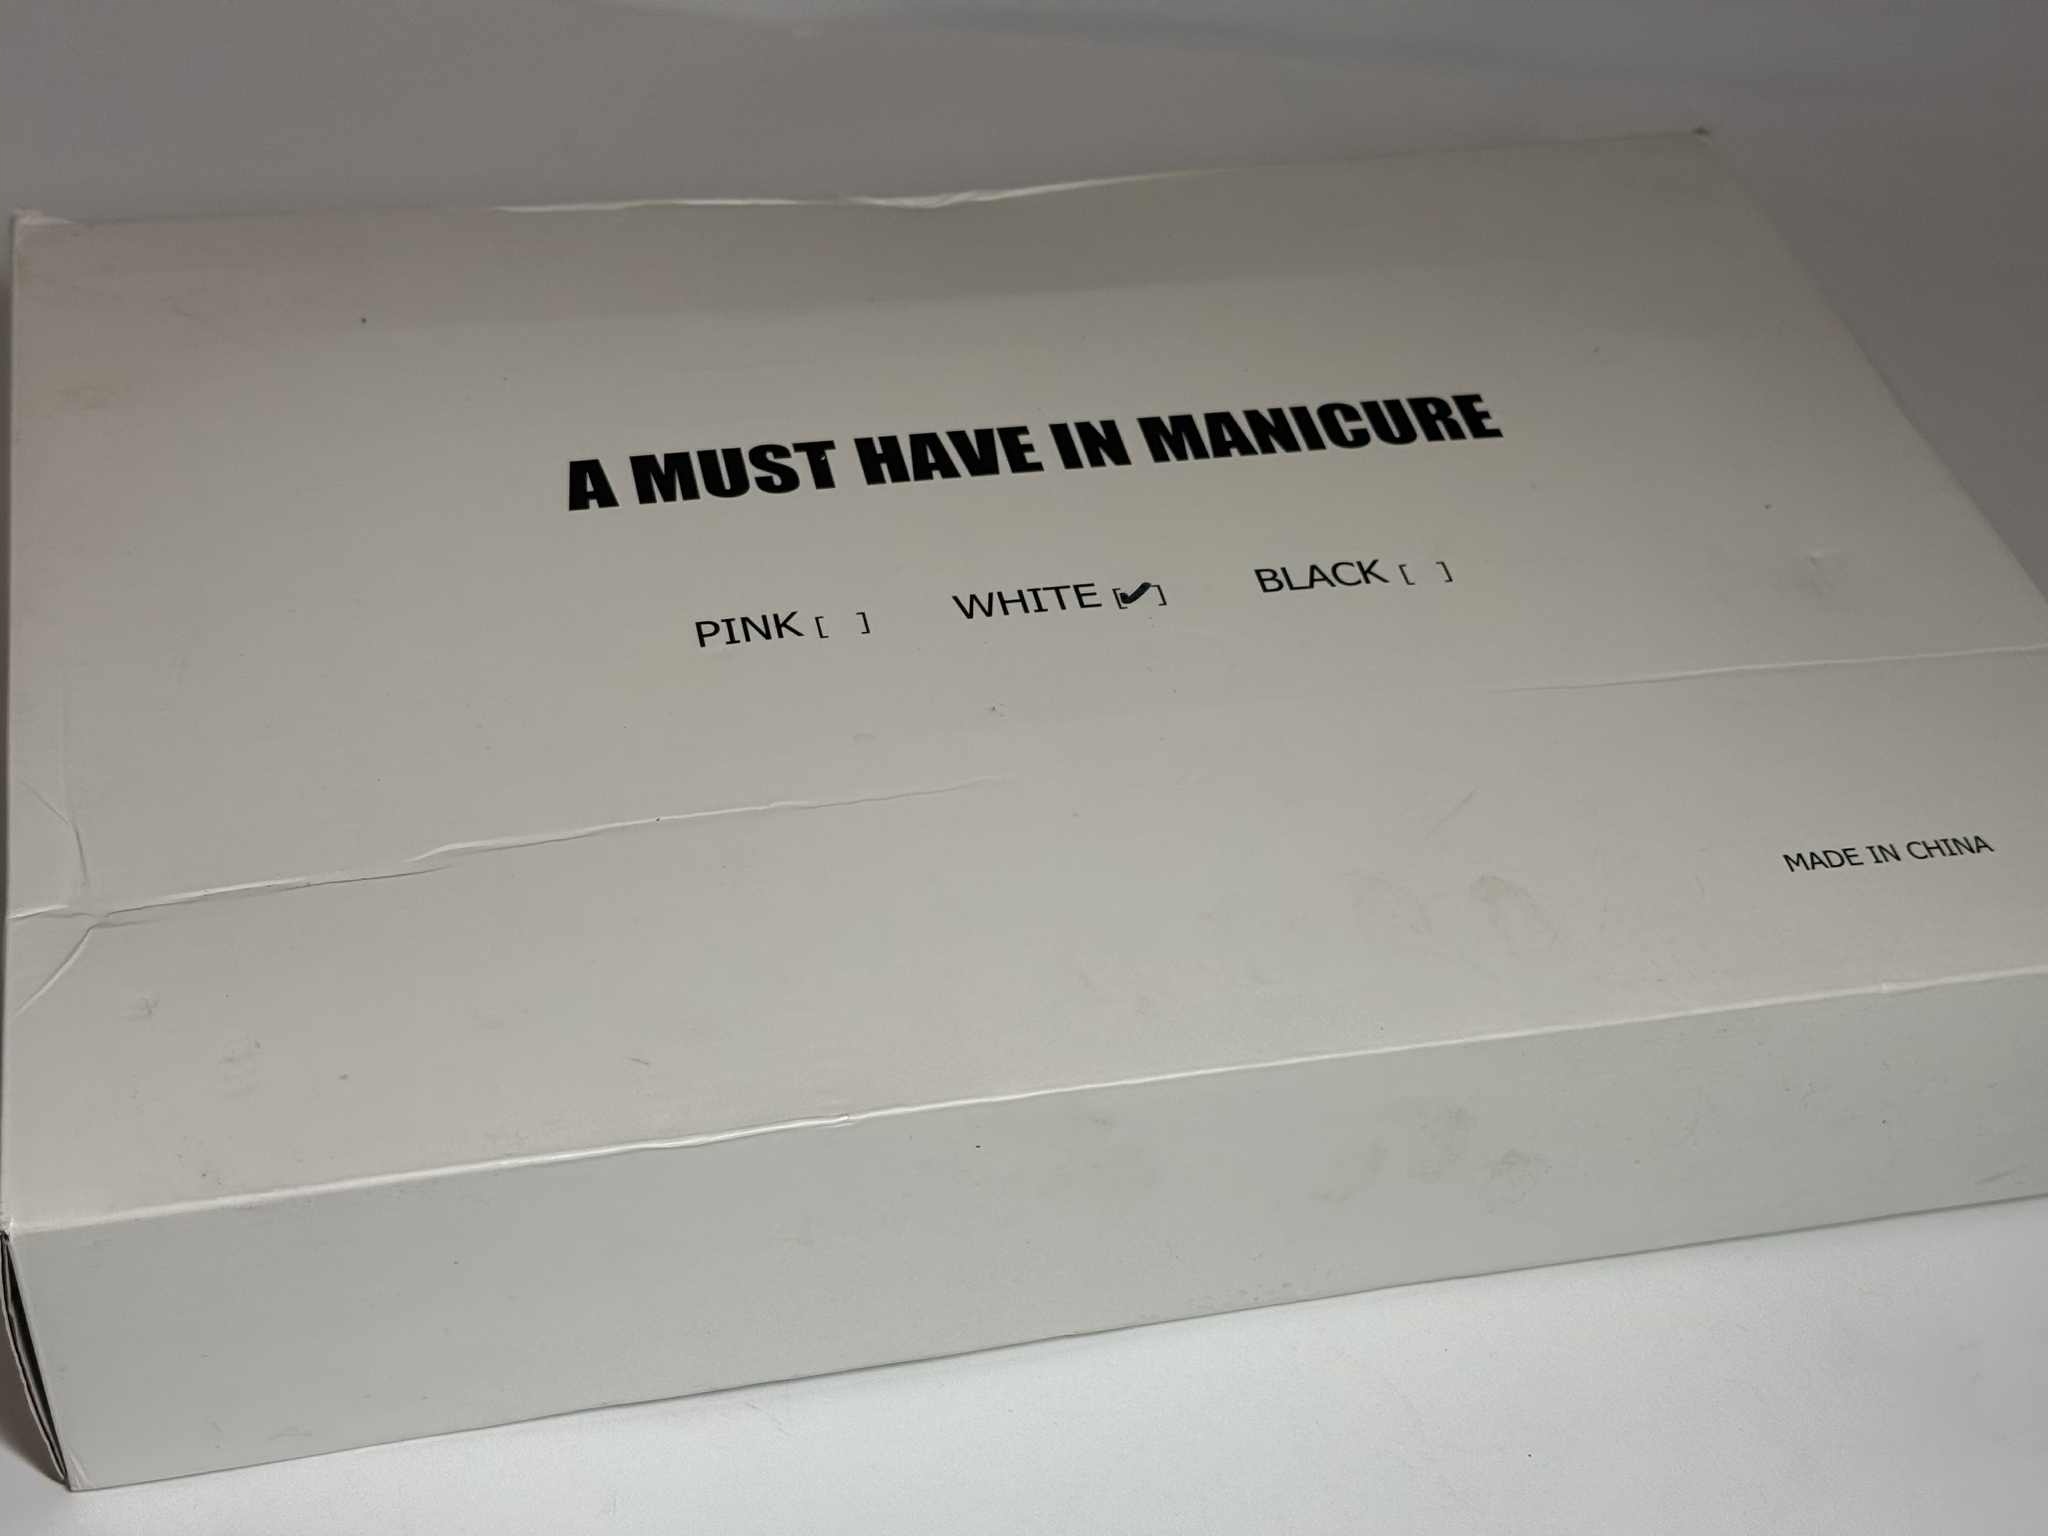 A MUST HAVE IN MANICURE
PINK [ ] WHITE [✔] BLACK [ ]
MADE IN CHINA